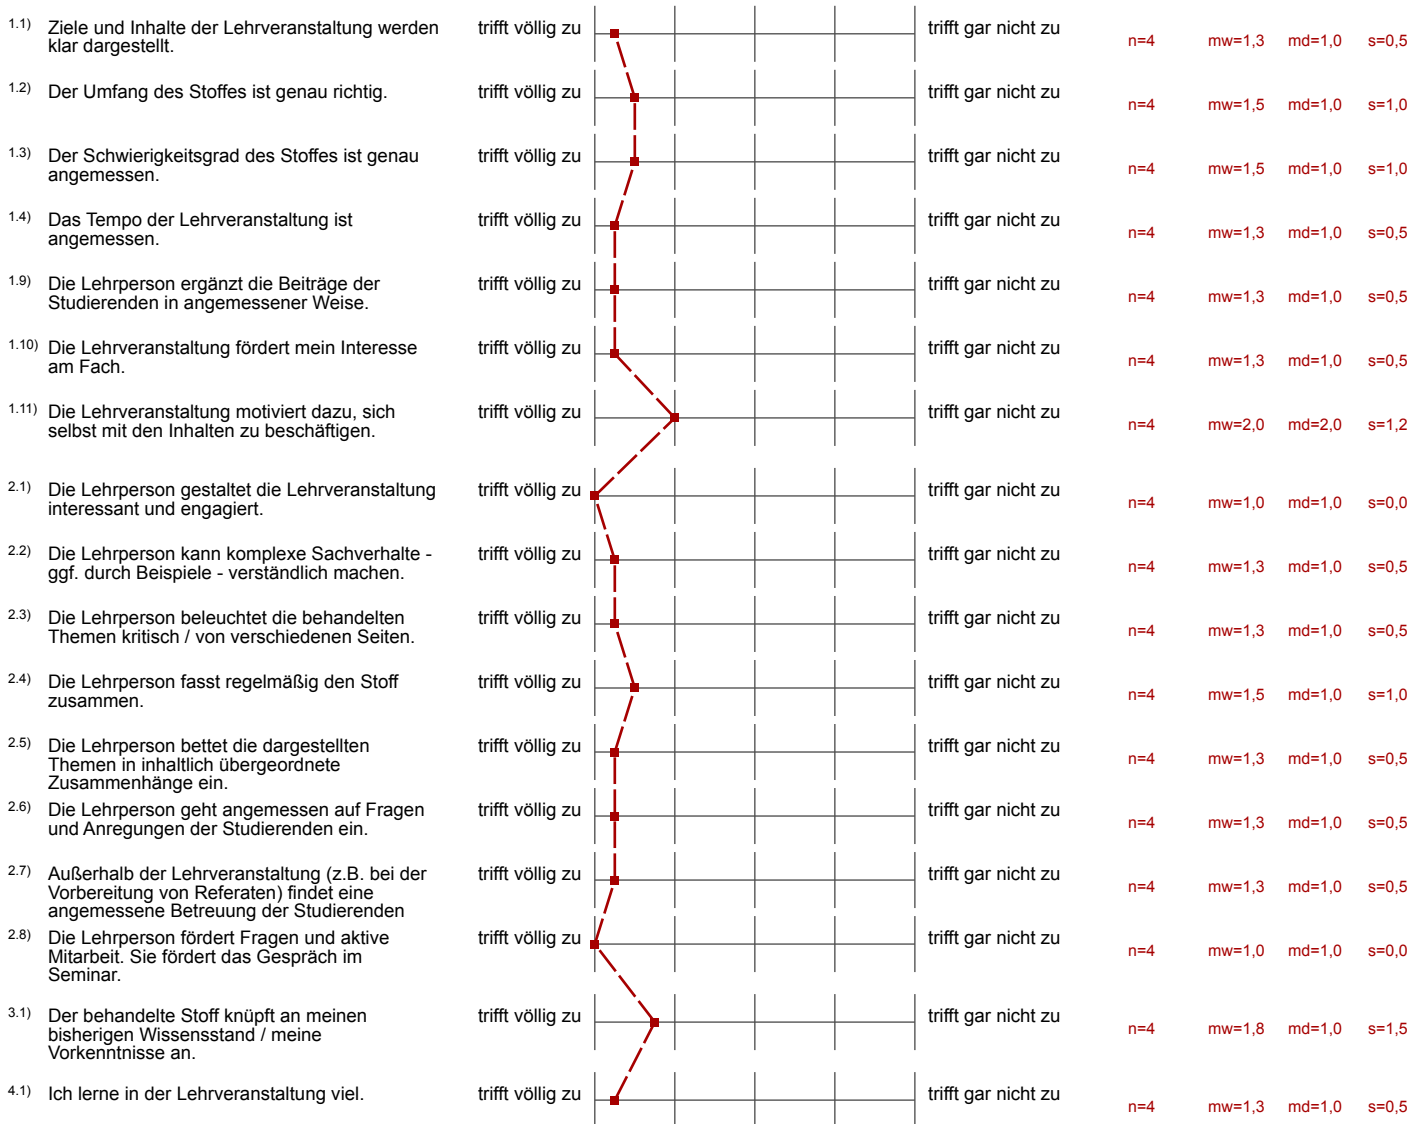 1.1) Ziele und Inhalte der Lehrveranstaltung werden trifft völlig zu trifft gar nicht zu
klar dargestellt. n=4 mw=1,3 md=1,0 s=0,5
1.2) Der Umfang des Stoffes ist genau richtig. trifft völlig zu trifft gar nicht zu
n=4 mw=1,5 md=1,0 s=1,0
1.3) Der Schwierigkeitsgrad des Stoffes ist genau trifft völlig zu trifft gar nicht zu
angemessen. n=4 mw=1,5 md=1,0 s=1,0
1.4) Das Tempo der Lehrveranstaltung ist trifft völlig zu trifft gar nicht zu
angemessen. n=4 mw=1,3 md=1,0 s=0,5
1.9) Die Lehrperson ergänzt die Beiträge der trifft völlig zu trifft gar nicht zu
Studierenden in angemessener Weise. n=4 mw=1,3 md=1,0 s=0,5
1.10) Die Lehrveranstaltung fördert mein Interesse trifft völlig zu trifft gar nicht zu
am Fach. n=4 mw=1,3 md=1,0 s=0,5
1.11) Die Lehrveranstaltung motiviert dazu, sich trifft völlig zu trifft gar nicht zu
selbst mit den Inhalten zu beschäftigen. n=4 mw=2,0 md=2,0 s=1,2
2.1) Die Lehrperson gestaltet die Lehrveranstaltung trifft völlig zu trifft gar nicht zu
interessant und engagiert. n=4 mw=1,0 md=1,0 s=0,0
2.2) Die Lehrperson kann komplexe Sachverhalte - trifft völlig zu trifft gar nicht zu
ggf. durch Beispiele - verständlich machen. n=4 mw=1,3 md=1,0 s=0,5
2.3) Die Lehrperson beleuchtet die behandelten trifft völlig zu trifft gar nicht zu
Themen kritisch / von verschiedenen Seiten. n=4 mw=1,3 md=1,0 s=0,5
2.4) Die Lehrperson fasst regelmäßig den Stoff trifft völlig zu trifft gar nicht zu
zusammen. n=4 mw=1,5 md=1,0 s=1,0
2.5) Die Lehrperson bettet die dargestellten trifft völlig zu trifft gar nicht zu
Themen in inhaltlich übergeordnete n=4 mw=1,3 md=1,0 s=0,5
Zusammenhänge ein.
2.6) Die Lehrperson geht angemessen auf Fragen trifft völlig zu trifft gar nicht zu
und Anregungen der Studierenden ein. n=4 mw=1,3 md=1,0 s=0,5
2.7) Außerhalb der Lehrveranstaltung (z.B. bei der trifft völlig zu trifft gar nicht zu
Vorbereitung von Referaten) findet eine n=4 mw=1,3 md=1,0 s=0,5
angemessene Betreuung der Studierenden
2.8) Die Lehrperson fördert Fragen und aktive trifft völlig zu trifft gar nicht zu
Mitarbeit. Sie fördert das Gespräch im n=4 mw=1,0 md=1,0 s=0,0
Seminar.
3.1) Der behandelte Stoff knüpft an meinen trifft völlig zu trifft gar nicht zu
bisherigen Wissensstand / meine n=4 mw=1,8 md=1,0 s=1,5
Vorkenntnisse an.
4.1) Ich lerne in der Lehrveranstaltung viel. trifft völlig zu trifft gar nicht zu
n=4 mw=1,3 md=1,0 s=0,5